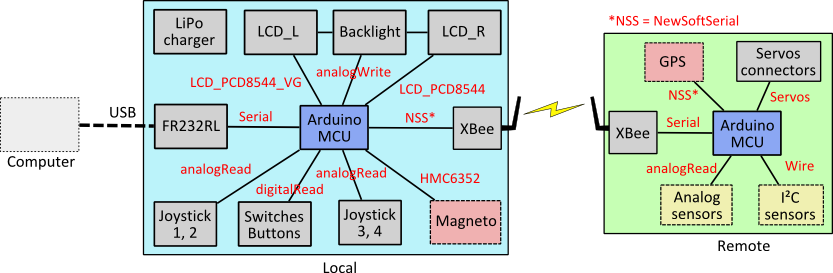 *NSS = NewSoftSerial
LiPo
charger
LCD_L
Backlight
LCD_R
LCD_PCD8544_VG
analogWrite
LCD_PCD8544
USB
FR232RL
Serial
Arduino
MCU
NSS*
XBee
Computer
analogRead
digitalRead
analogRead
HMC6352
Joystick
1, 2
Switches
Buttons
Joystick
3, 4
Magneto
Local
GPS
Servos
connectors
NSS*
Servos
XBee
Serial
Arduino
MCU
analogRead
Wire
Analog
sensors
I²C
sensors
Remote